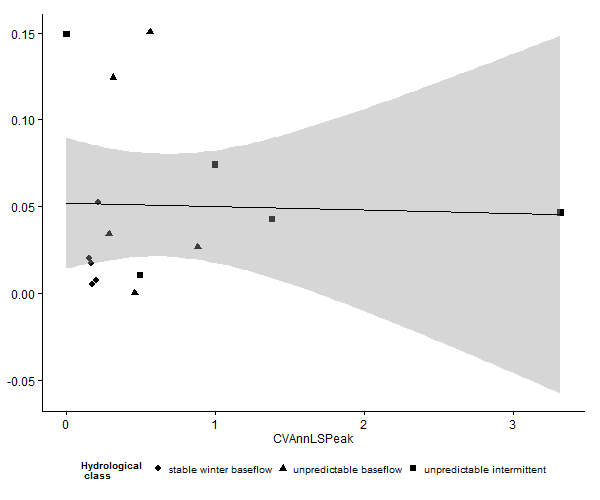 0.15
0.10
0.05
0.00
-0.05
0
1
2
3
CVAnnLSPeak
Hydrological
class
stable winter baseflow
unpredictable baseflow
unpredictable intermittent